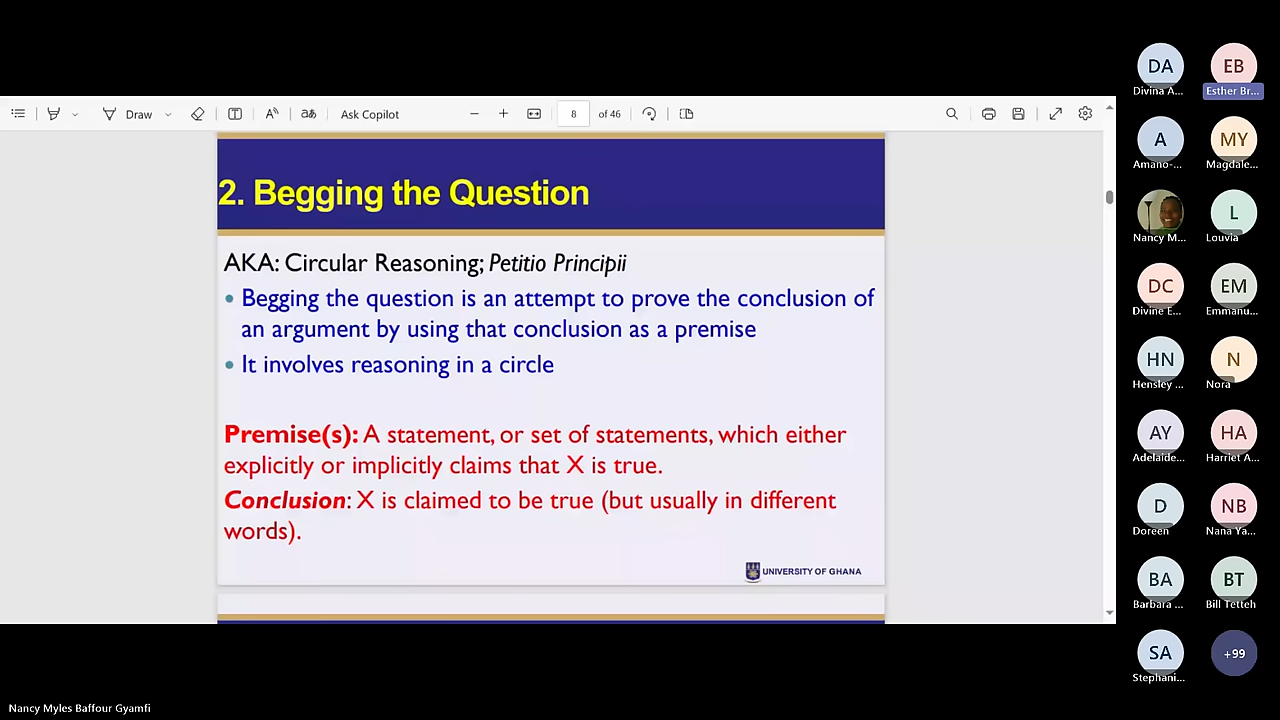 Draw
Ask Copilot
8 of 46
2. Begging the Question
AKA: Circular Reasoning; Petitio Principii
• Begging the question is an attempt to prove the conclusion of
an argument by using that conclusion as a premise
• It involves reasoning in a circle
Premise(s): A statement, or set of statements, which either
explicitly or implicitly claims that X is true.
Conclusion: X is claimed to be true (but usually in different
words).
UNIVERSITY OF GHANA
DA EB
Divina A... Esther Br...
A MY
Amano-... Magdale...
Nancy M... L
Louvia
DC EM
Divine E... Emmanu...
HN N
Hensley ... Nora
AY HA
Adelaide... Harriet A...
D NB
Doreen Nana Ya...
BA BT
Barbara ... Bill Tetteh
SA +99
Stephani...
Nancy Myles Baffour Gyamfi